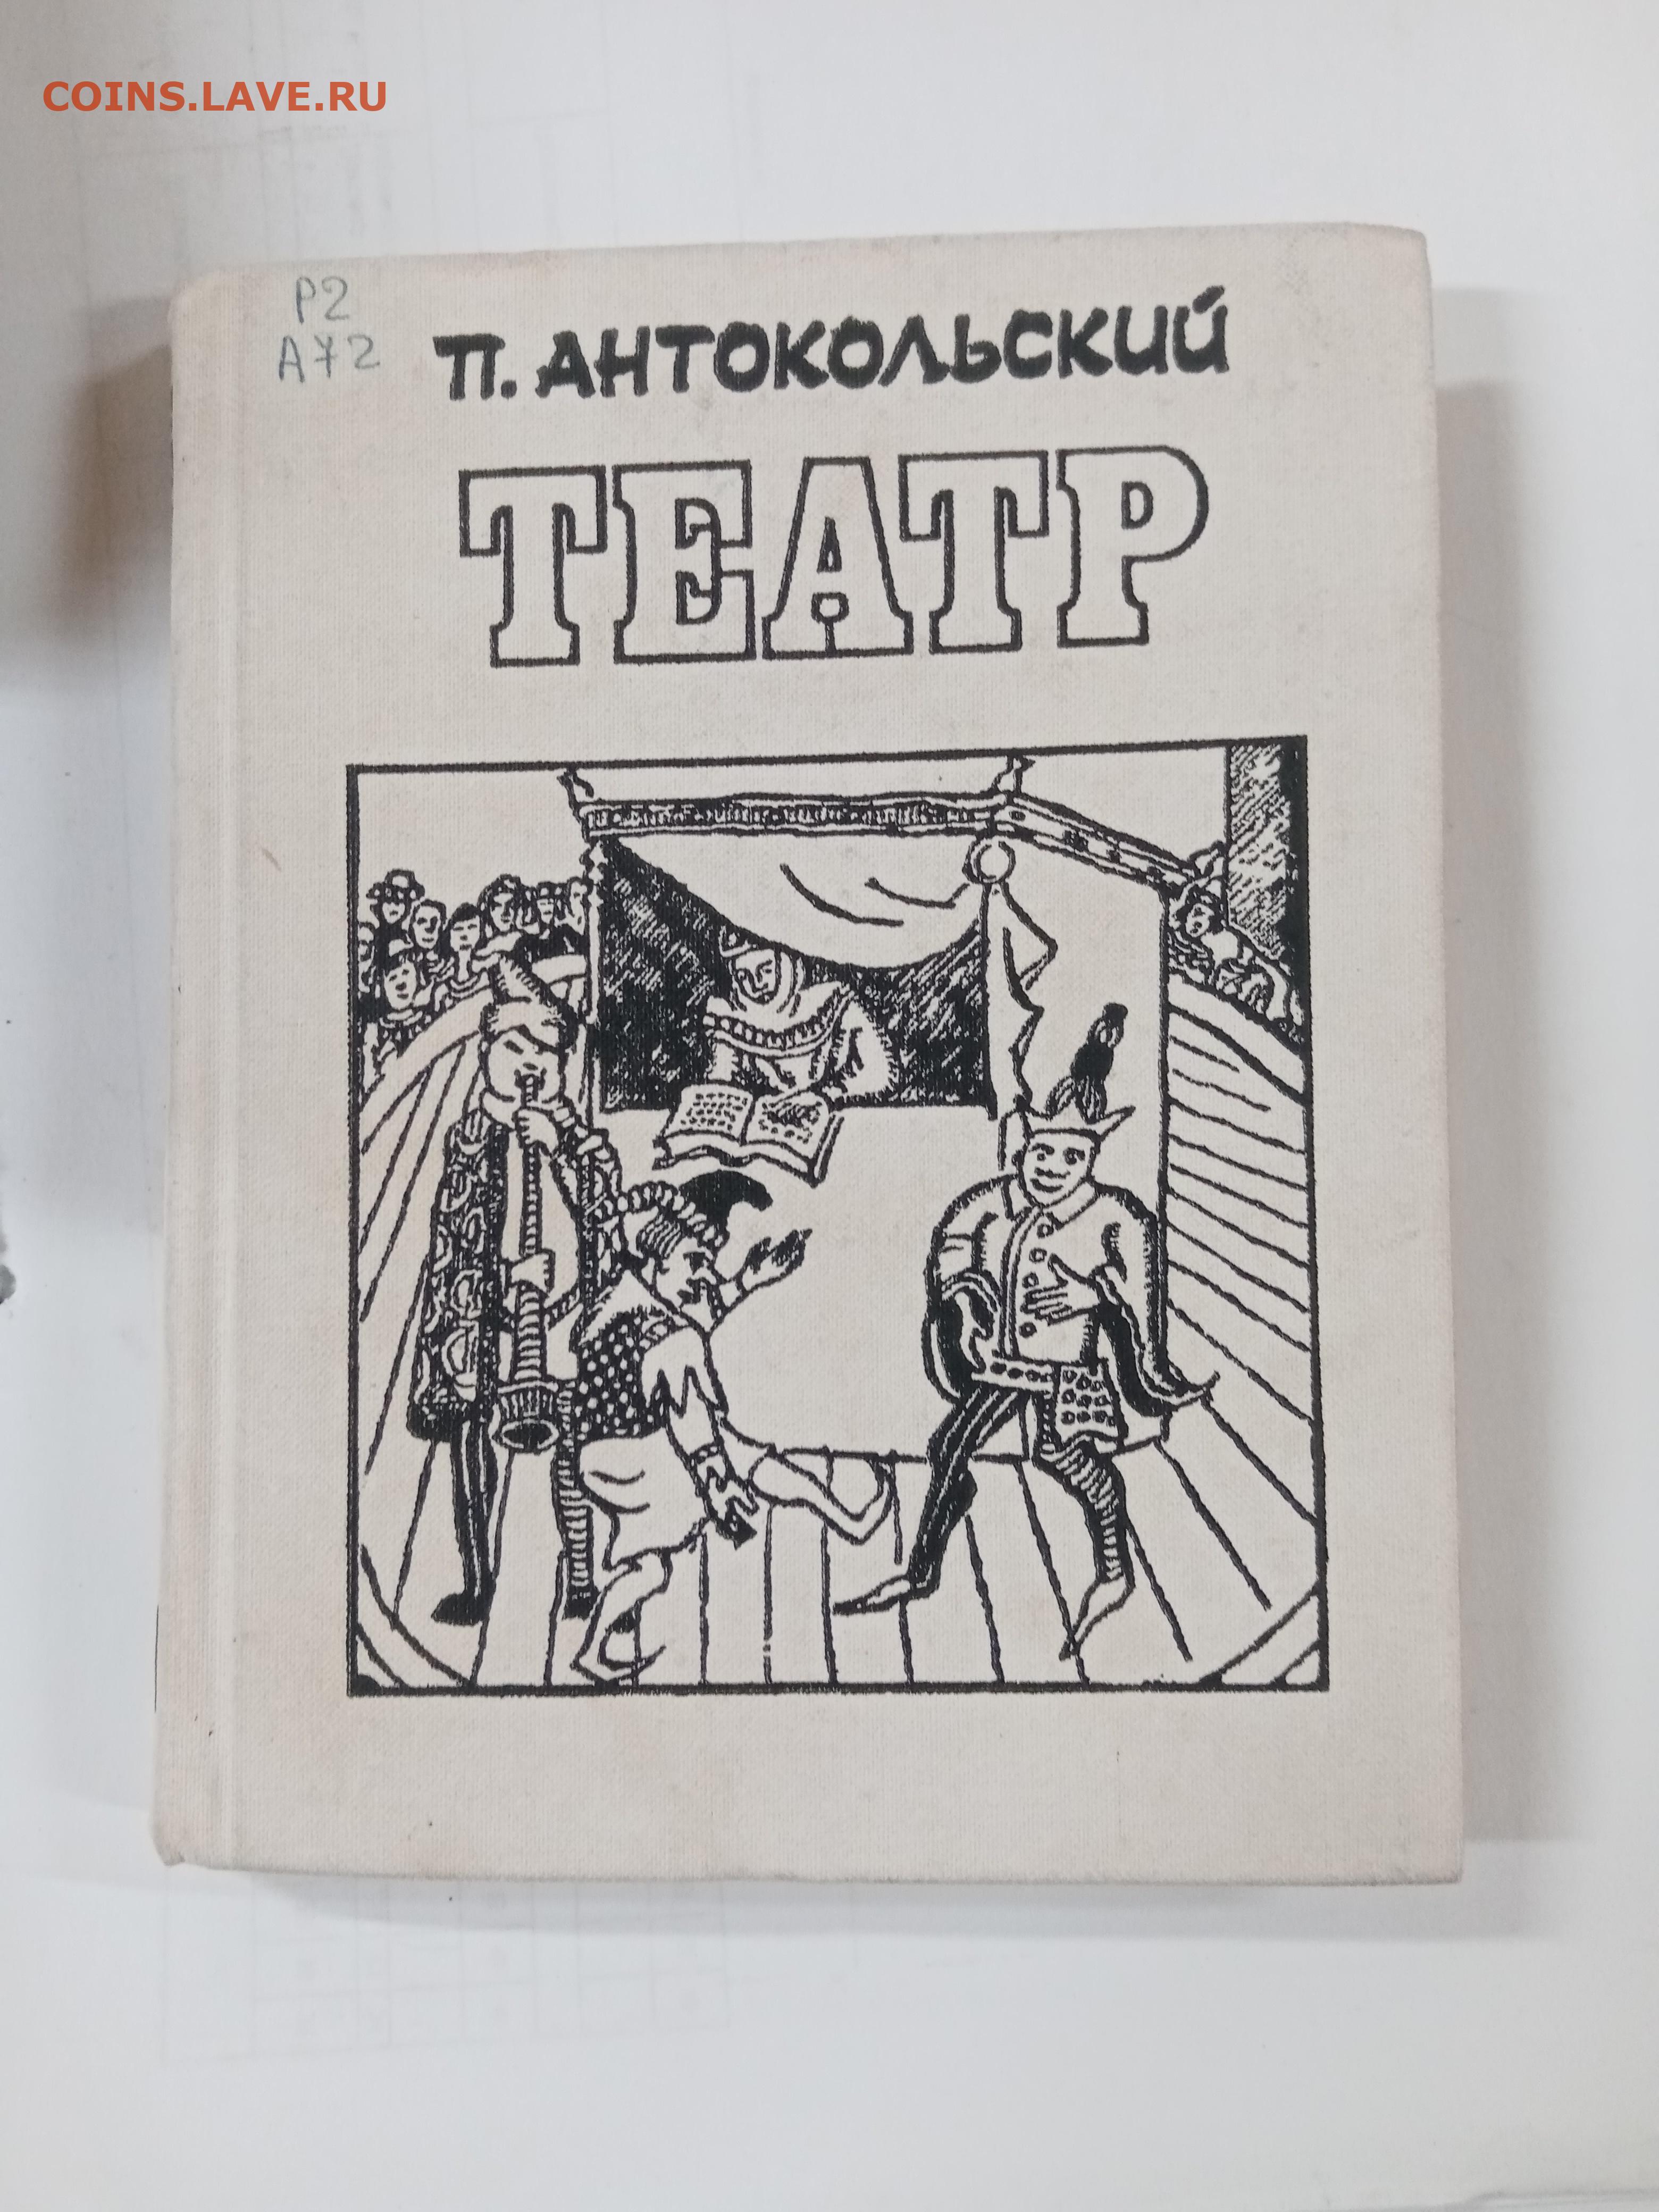 COINS.LAVE.RU
Р2
А72
П. АНТОКОЛЬСКИЙ
ТЕАТР